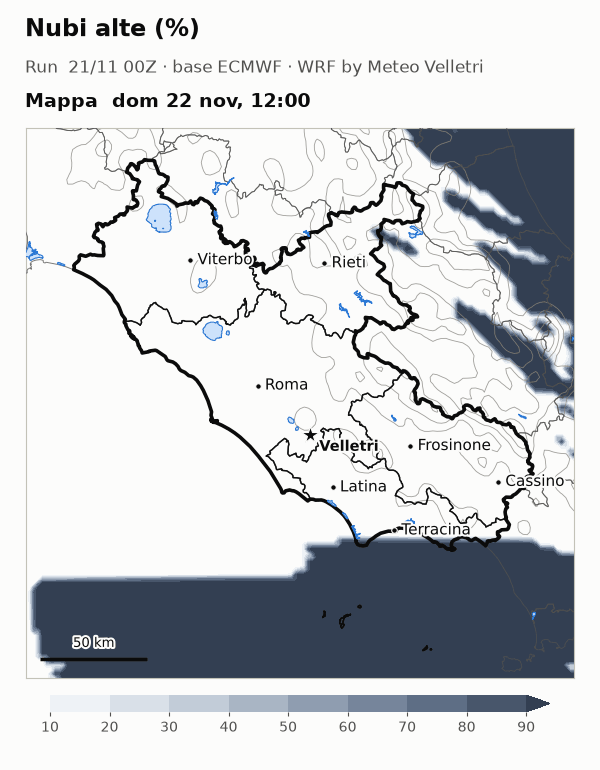 Nubi alte (%)
Run 21/11 00Z · base ECMWF · WRF by Meteo Velletri
Mappa dom 22 nov, 12:00
Viterbo
Rieti
Roma
Velletri
Frosinone
Cassino
Latina
Terracina
50 km
10 20 30 40 50 60 70 80 90